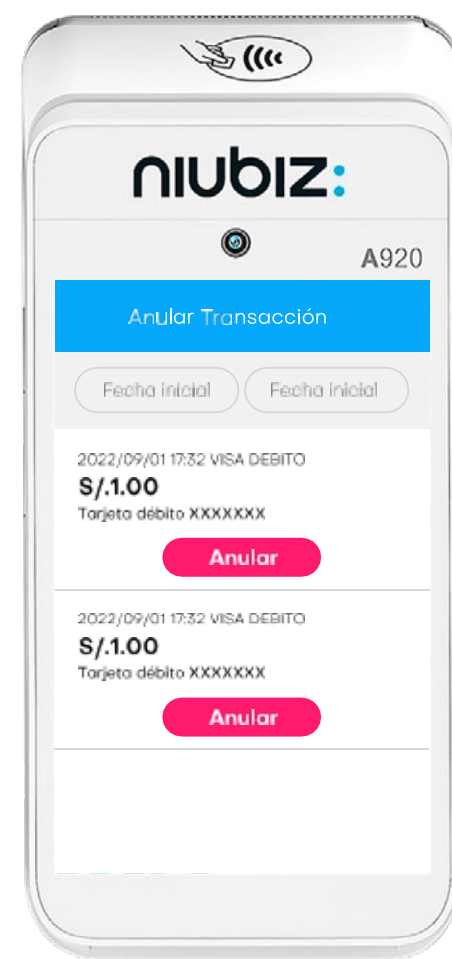 niubiz:
A920
Anular Transacción
Fecha inicial Fecha inicial
2022/09/01 17:32 VISA DEBITO
S/.1.00
Tarjeta débito XXXXXXX
Anular
2022/09/01 17:32 VISA DEBITO
S/.1.00
Tarjeta débito XXXXXXX
Anular